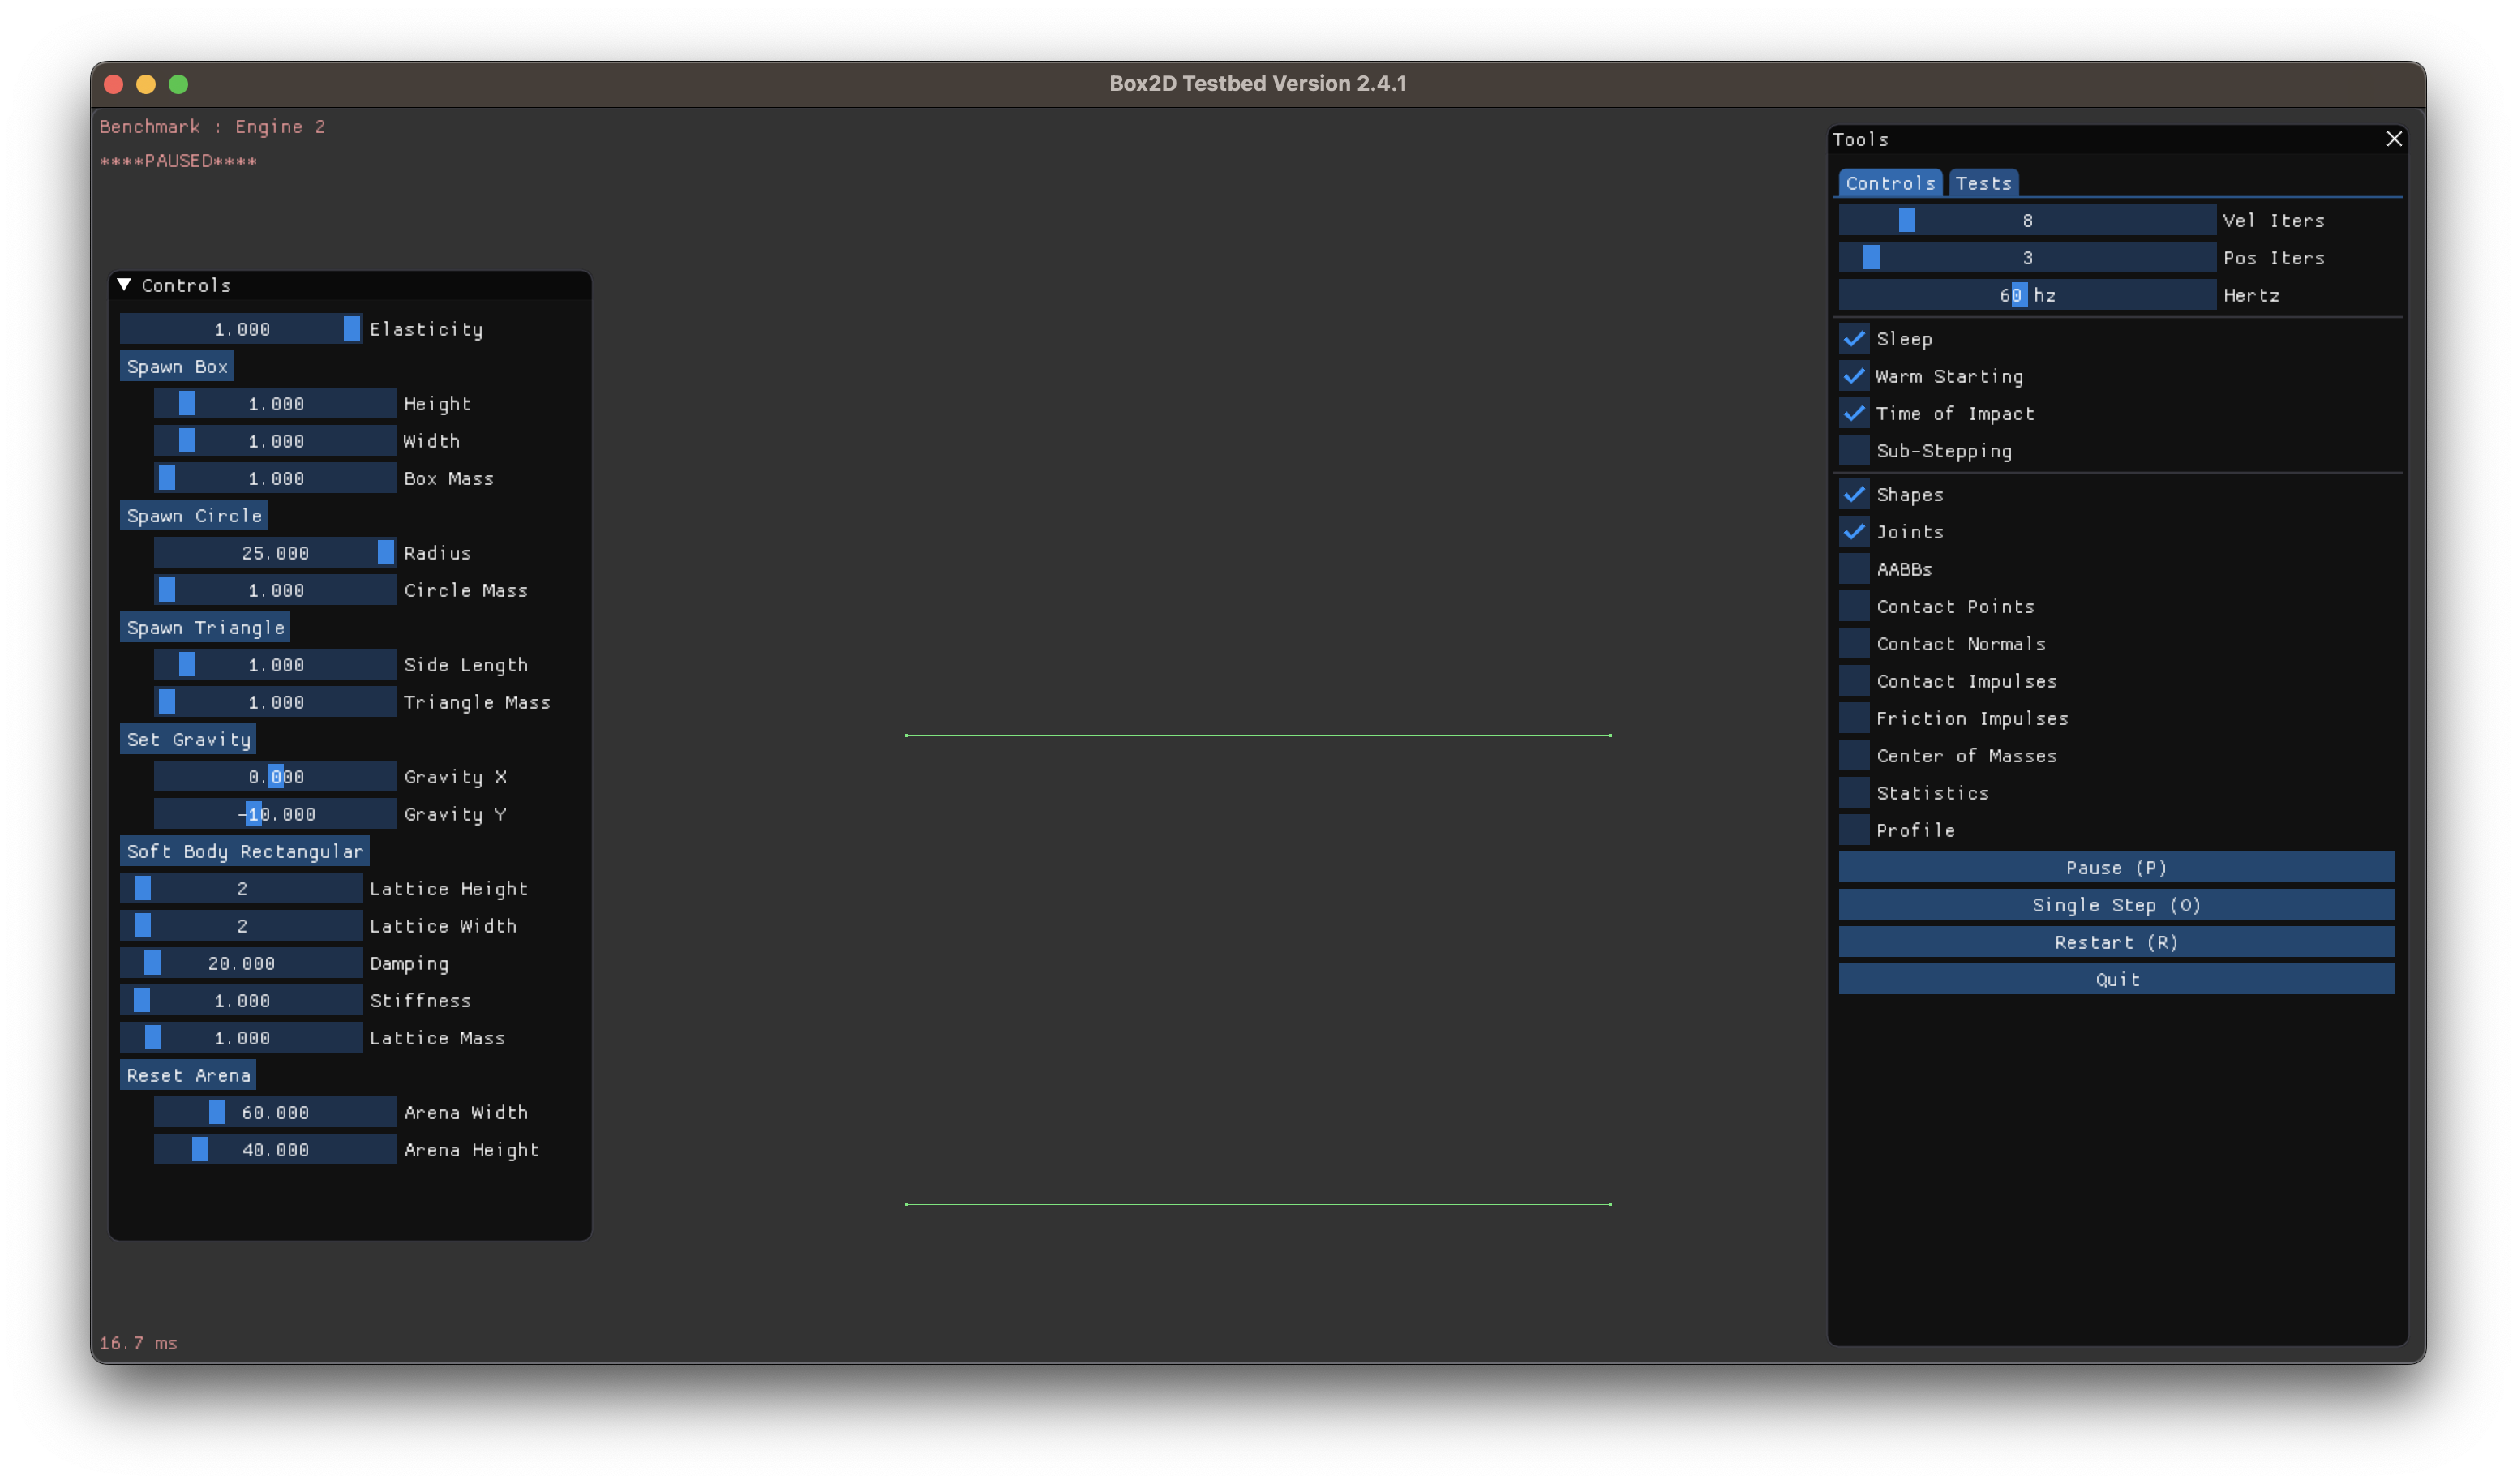 Box2D Testbed Version 2.4.1
Benchmark : Engine 2
****PAUSED****
Controls
1.000 Elasticity
Spawn Box
1.000 Height
1.000 Width
1.000 Box Mass
Spawn Circle
25.000 Radius
1.000 Circle Mass
Spawn Triangle
1.000 Side Length
1.000 Triangle Mass
Set Gravity
0.000 Gravity X
-10.000 Gravity Y
Soft Body Rectangular
2 Lattice Height
2 Lattice Width
20.000 Damping
1.000 Stiffness
1.000 Lattice Mass
Reset Arena
60.000 Arena Width
40.000 Arena Height
16.7 ms
Tools
Controls Tests
8 Vel Iters
3 Pos Iters
60 hz Hertz
Sleep
Warm Starting
Time of Impact
Sub-Stepping
Shapes
Joints
AABBs
Contact Points
Contact Normals
Contact Impulses
Friction Impulses
Center of Masses
Statistics
Profile
Pause (P)
Single Step (O)
Restart (R)
Quit